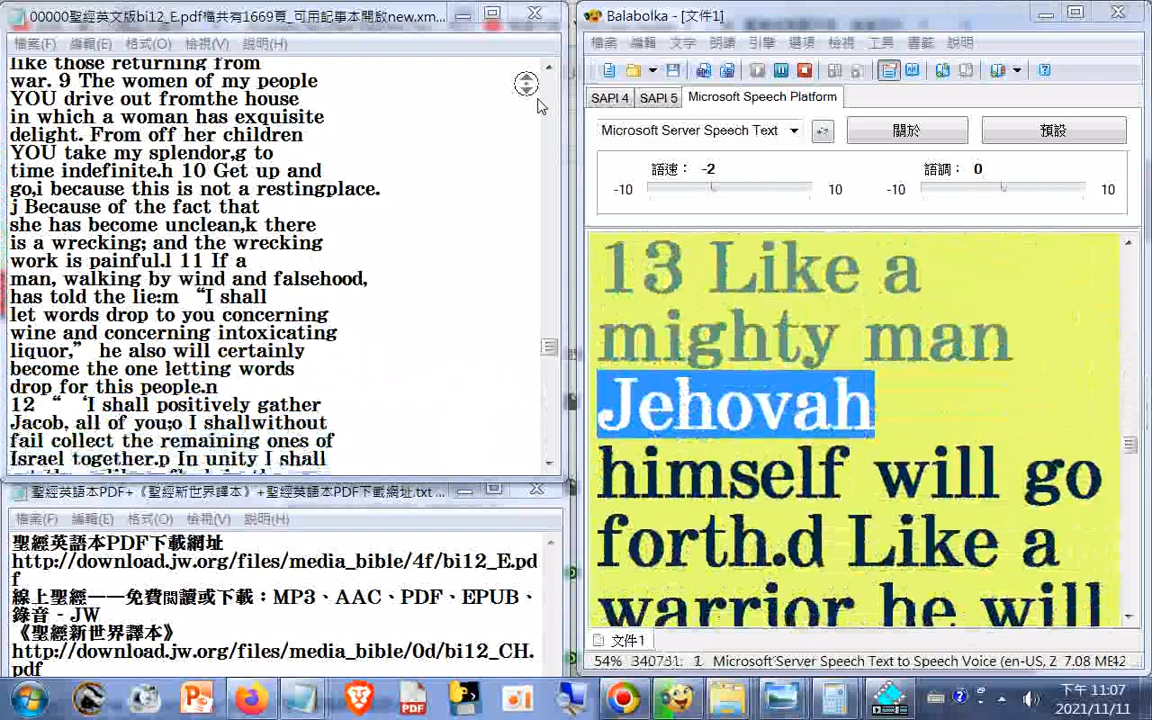 00000聖經英文版bi12_E.pdf檔共有1669頁_可用記事本開啟new.xm...
檔案(F) 編輯(E) 格式(O) 檢視(V) 說明(H)
like those returning from
war. 9 The women of my people
YOU drive out fromthe house
in which a woman has exquisite
delight. From off her children
YOU take my splendor,g to
time indefinite.h 10 Get up and
go,i because this is not a restingplace.
j Because of the fact that
she has become unclean,k there
is a wrecking; and the wrecking
work is painful.l 11 If a
man, walking by wind and falsehood,
has told the lie:m “I shall
let words drop to you concerning
wine and concerning intoxicating
liquor,” he also will certainly
become the one letting words
drop for this people.n
12 “ ‘I shall positively gather
Jacob, all of you;o I shallwithout
fail collect the remaining ones of
Israel together.p In unity I shall
聖經英語本PDF+《聖經新世界譯本》+聖經英語本PDF下載網址.txt ...
檔案(F) 編輯(E) 格式(O) 檢視(V) 說明(H)
聖經英語本PDF下載網址
http://download.jw.org/files/media_bible/4f/bi12_E.pd
f
線上聖經——免費閱讀或下載：MP3、AAC、PDF、EPUB、
錄音 - JW
《聖經新世界譯本》
http://download.jw.org/files/media_bible/0d/bi12_CH.
pdf
Balabolka - [文件1]
檔案 編輯 文字 朗讀 引擎 選項 檢視 工具 書籤 說明
SAPI 4 SAPI 5 Microsoft Speech Platform
Microsoft Server Speech Text 關於 預設
語速： -2 語調： 0
-10 10 -10 10
13 Like a
mighty man
Jehovah
himself will go
forth.d Like a
warrior he will
文件1
54% 340731: 1 Microsoft Server Speech Text to Speech Voice (en-US, Z 7.08 ME42
下午 11:07
2021/11/11